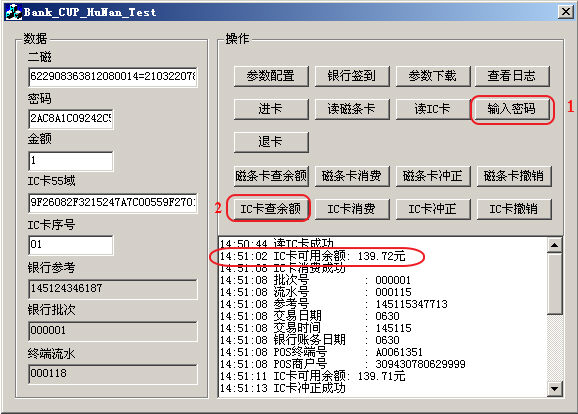 Bank_CUP_HuNan_Test
数据
二磁
622908363812080014=210322078
密码
2AC8A1C09242C5
金额
1
IC卡55域
9F26082F3215247A7C00559F2701
IC卡序号
01
银行参考
145124346187
银行批次
000001
终端流水
000118
操作
参数配置 银行签到 参数下载 查看日志
进卡 读磁条卡 读IC卡 输入密码 1
退卡
磁条卡查余额 磁条卡消费 磁条卡冲正 磁条卡撤销
2 IC卡查余额 IC卡消费 IC卡冲正 IC卡撤销
14:50:44 读IC卡成功
14:51:02 IC卡可用余额: 139.72元
14:51:08 IC卡消费成功
14:51:08 批次号 : 000001
14:51:08 流水号 : 000115
14:51:08 参考号 : 145115347713
14:51:08 交易日期 : 0630
14:51:08 交易时间 : 145115
14:51:08 银行账务日期 : 0630
14:51:08 POS终端号 : A0061351
14:51:08 POS商户号 : 309430780629999
14:51:11 IC卡可用余额: 139.71元
14:51:13 IC卡冲正成功